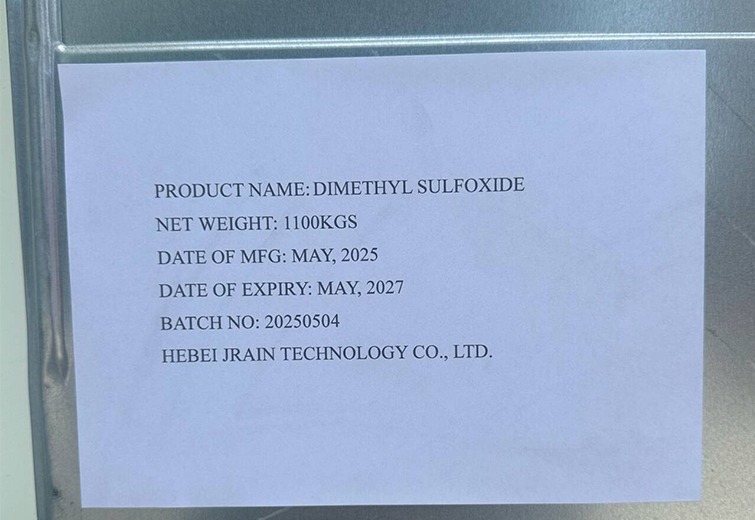 PRODUCT NAME: DIMETHYL SULFOXIDE
NET WEIGHT: 1100KGS
DATE OF MFG: MAY, 2025
DATE OF EXPIRY: MAY, 2027
BATCH NO: 20250504
HEBEI JRAIN TECHNOLOGY CO., LTD.